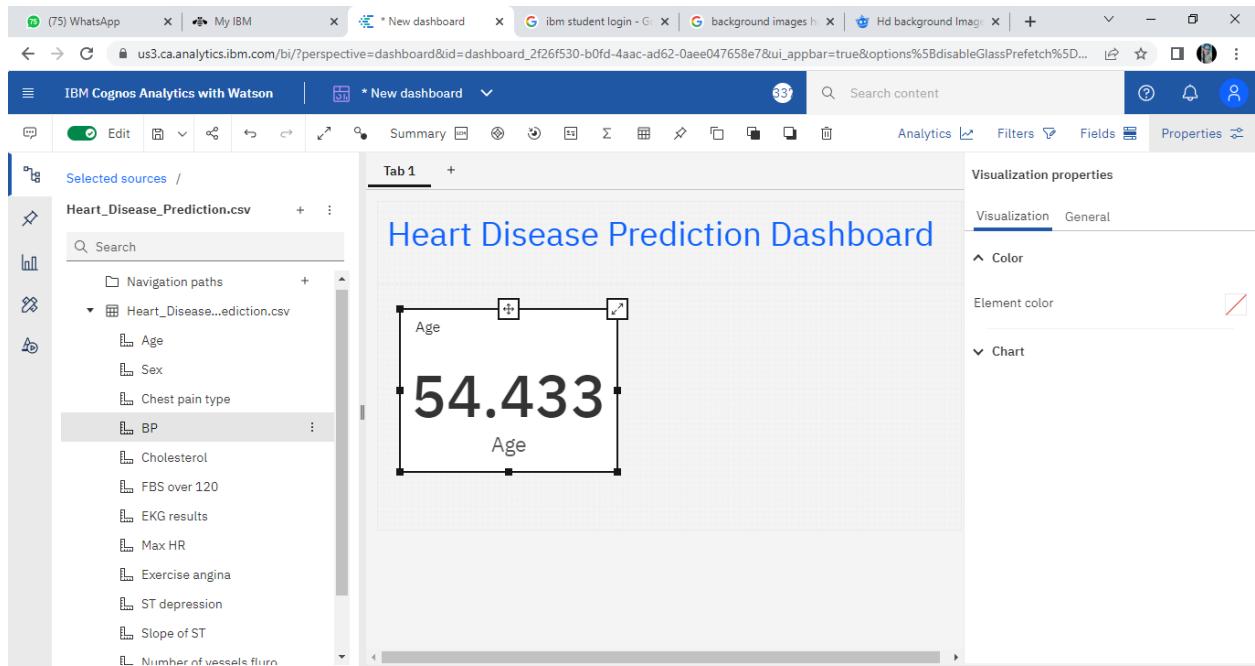 (75) WhatsApp
My IBM
* New dashboard
ibm student login - G
background images h
Hd background Imag
us3.ca.analytics.ibm.com/bi/?perspective=dashboard&id=dashboard_2f26f530-b0fd-4aac-ad62-0aee047658e7&ui_appbar=true&options%5BdisableGlassPrefetch%5D...
IBM Cognos Analytics with Watson
* New dashboard
Search content
Edit
Summary
Analytics
Filters
Fields
Properties
Selected sources /
Heart_Disease_Prediction.csv
Search
Navigation paths
Heart_Disease...ediction.csv
Age
Sex
Chest pain type
BP
Cholesterol
FBS over 120
EKG results
Max HR
Exercise angina
ST depression
Slope of ST
Number of vessels fluro
Tab 1
Heart Disease Prediction Dashboard
Age
54.433
Age
Visualization properties
Visualization
General
Color
Element color
Chart